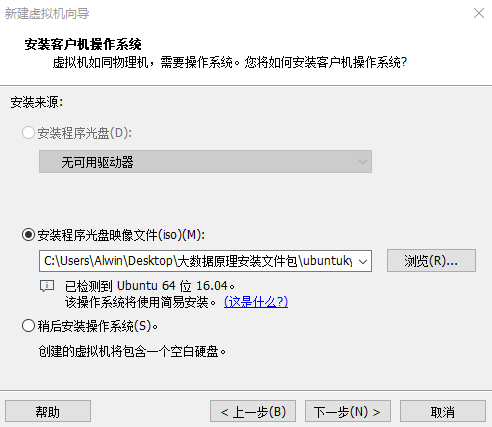 新建虚拟机向导
安装客户机操作系统
虚拟机如同物理机，需要操作系统。您将如何安装客户机操作系统?
安装来源:
安装程序光盘(D):
无可用驱动器
安装程序光盘映像文件(iso)(M):
C:\Users\Alwin\Desktop\大数据原理安装文件包\ubuntuky
浏览(R)...
已检测到 Ubuntu 64 位 16.04。
该操作系统将使用简易安装。 (这是什么?)
稍后安装操作系统(S)。
创建的虚拟机将包含一个空白硬盘。
帮助
< 上一步(B)
下一步(N) >
取消